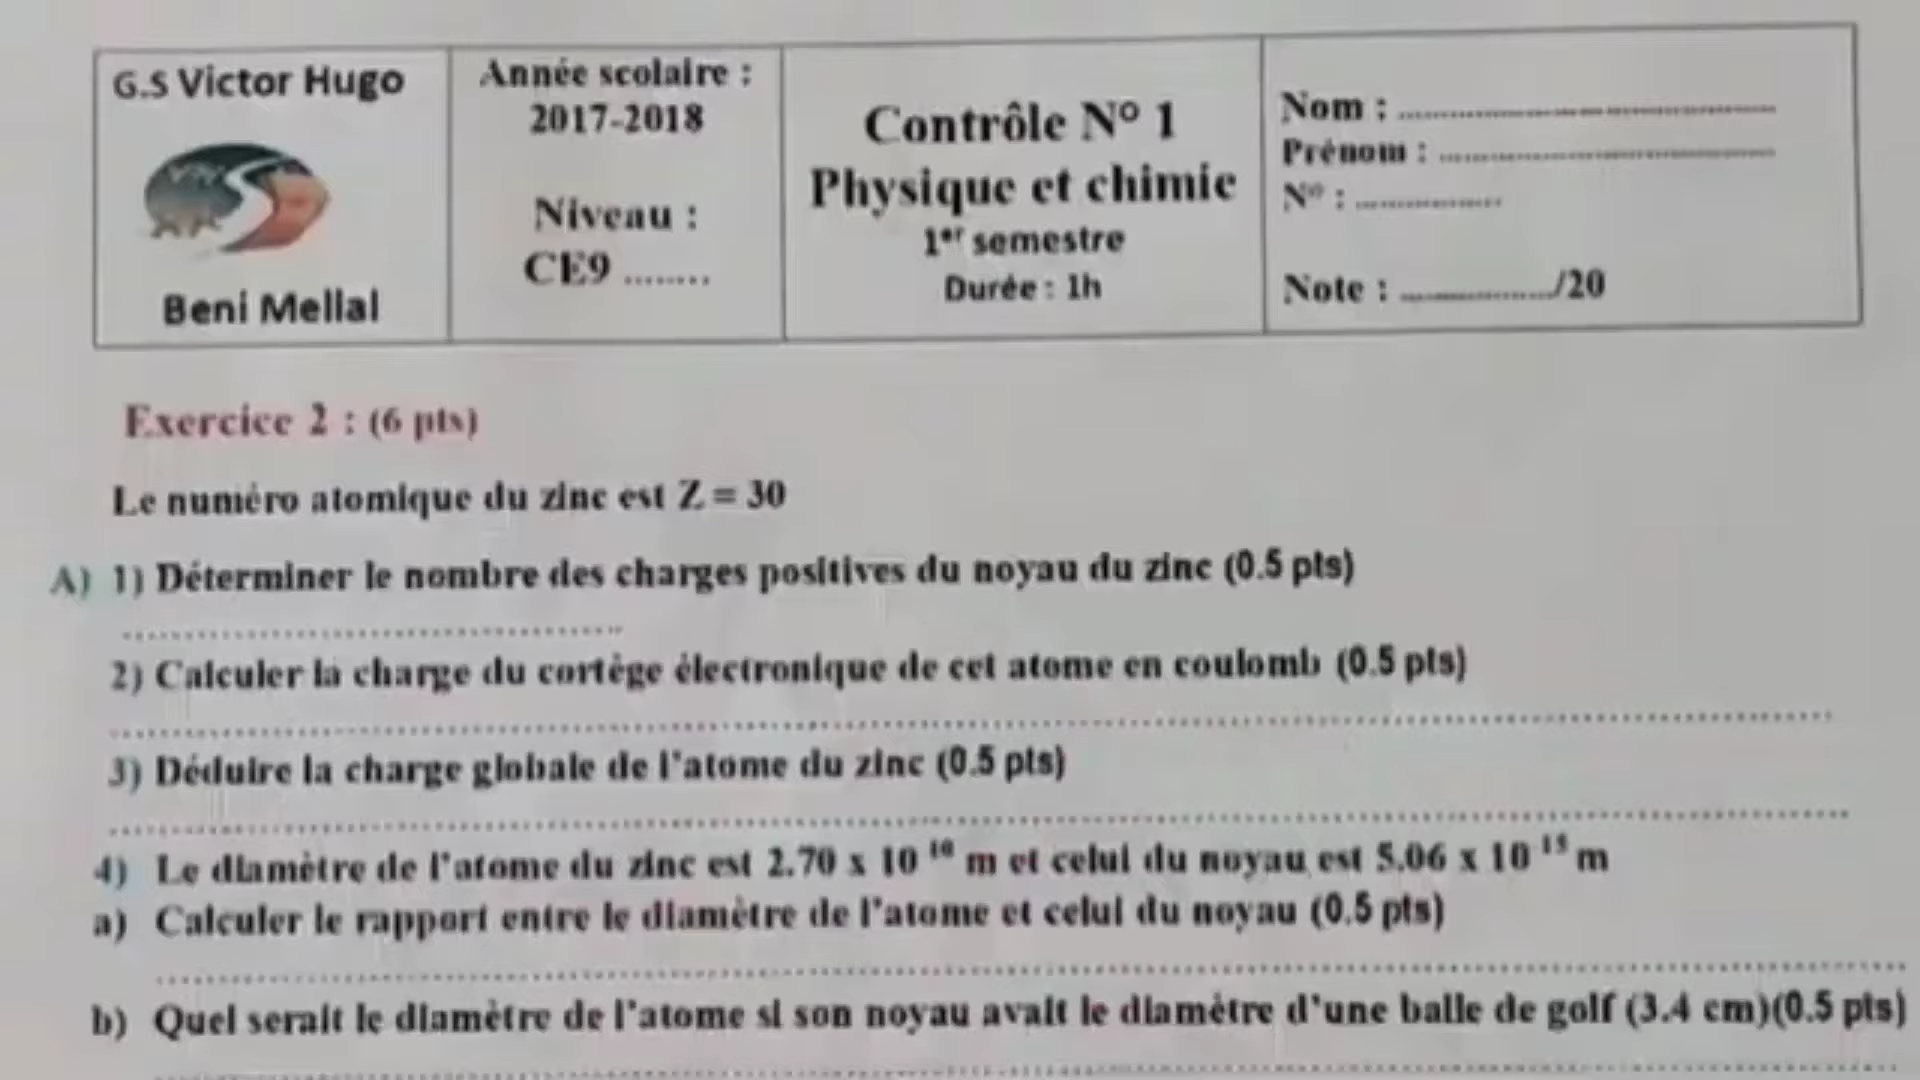 G.S Victor Hugo
Beni Mellal
Année scolaire :
2017-2018
Niveau :
CE9 ........
Contrôle N° 1
Physique et chimie
1er semestre
Durée : 1h
Nom : ........................................
Prénom : ........................................
N° : ..................
Note : ................../20
Exercice 2 : (6 pts)
Le numéro atomique du zinc est Z = 30
A) 1) Déterminer le nombre des charges positives du noyau du zinc (0.5 pts)
2) Calculer la charge du cortège électronique de cet atome en coulomb (0.5 pts)
3) Déduire la charge globale de l'atome du zinc (0.5 pts)
4) Le diamètre de l'atome du zinc est 2.70 x 10 10 m et celui du noyau est 5.06 x 10 15 m
a) Calculer le rapport entre le diamètre de l'atome et celui du noyau (0.5 pts)
b) Quel serait le diamètre de l'atome si son noyau avait le diamètre d'une balle de golf (3.4 cm)(0.5 pts)